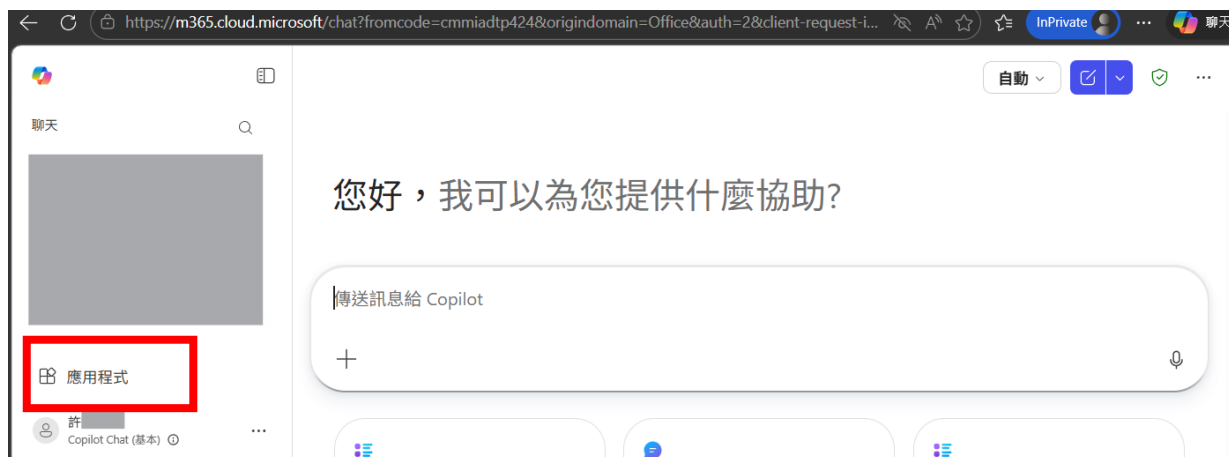 https://m365.cloud.microsoft/chat?fromcode=cmmiadtp424&origindomain=Office&auth=2&client-request-i...
InPrivate
聊天
自動
聊天
您好，我可以為您提供什麼協助?
傳送訊息給 Copilot
應用程式
許
Copilot Chat (基本)